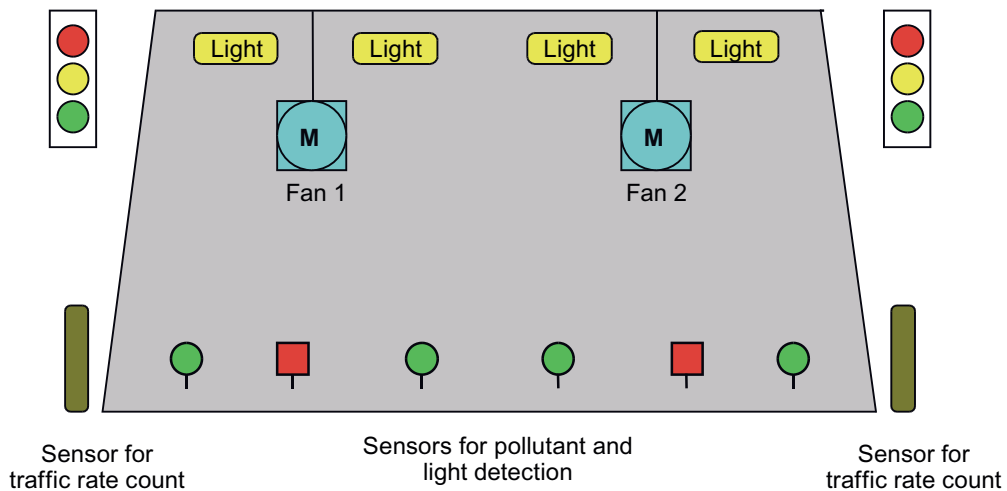 Light
Light
Light
Light
M
M
Fan 1
Fan 2
Sensor for
traffic rate count
Sensors for pollutant and
light detection
Sensor for
traffic rate count